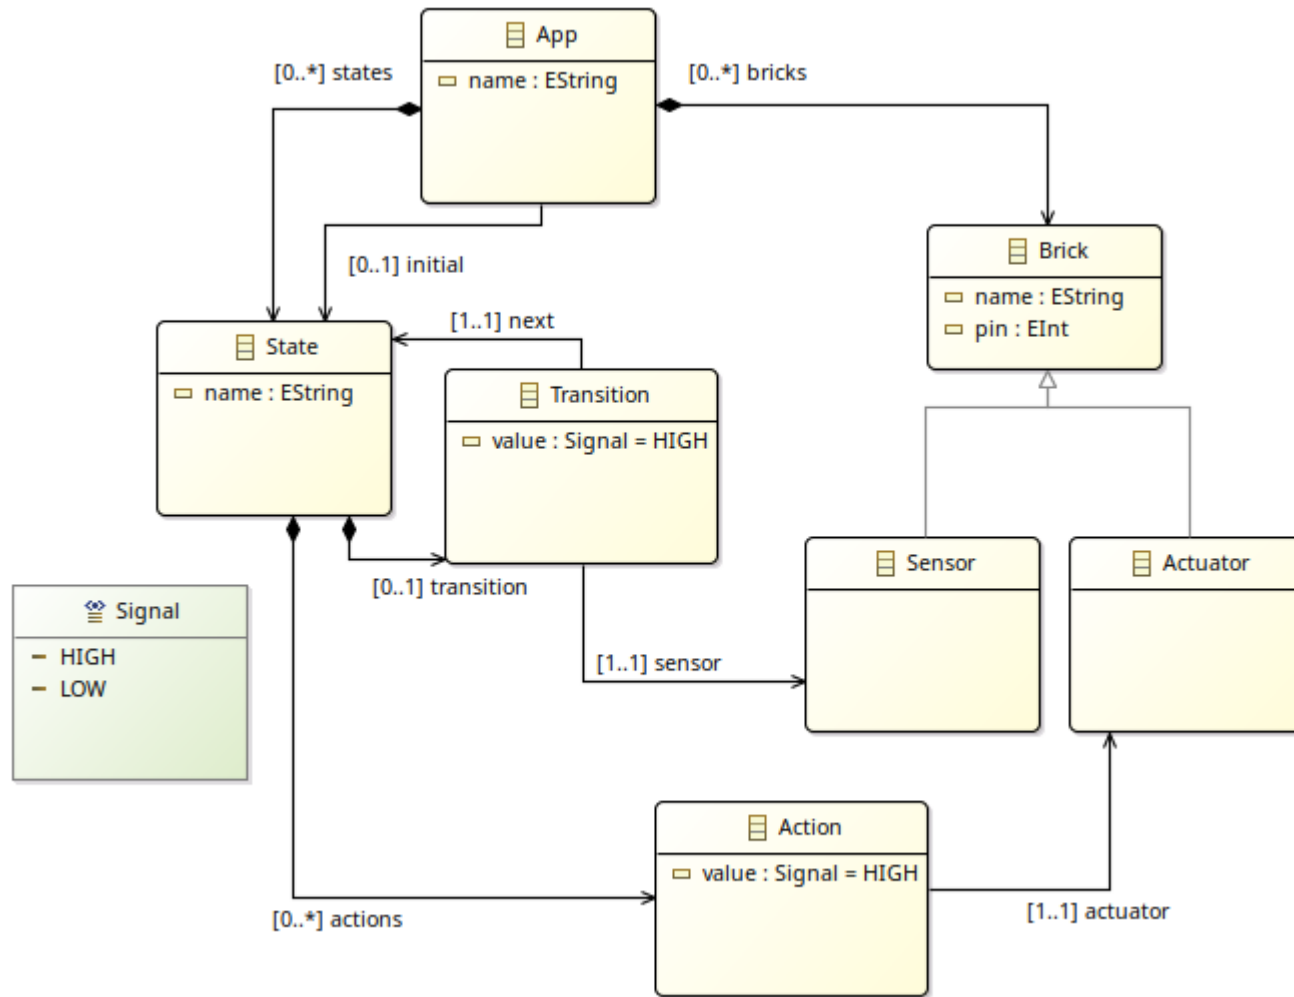 App
name : EString
[0..*] states
[0..*] bricks
[0..1] initial
Brick
name : EString
pin : EInt
[1..1] next
State
name : EString
Transition
value : Signal = HIGH
[0..1] transition
Sensor
Actuator
Signal
HIGH
LOW
[1..1] sensor
Action
value : Signal = HIGH
[0..*] actions
[1..1] actuator